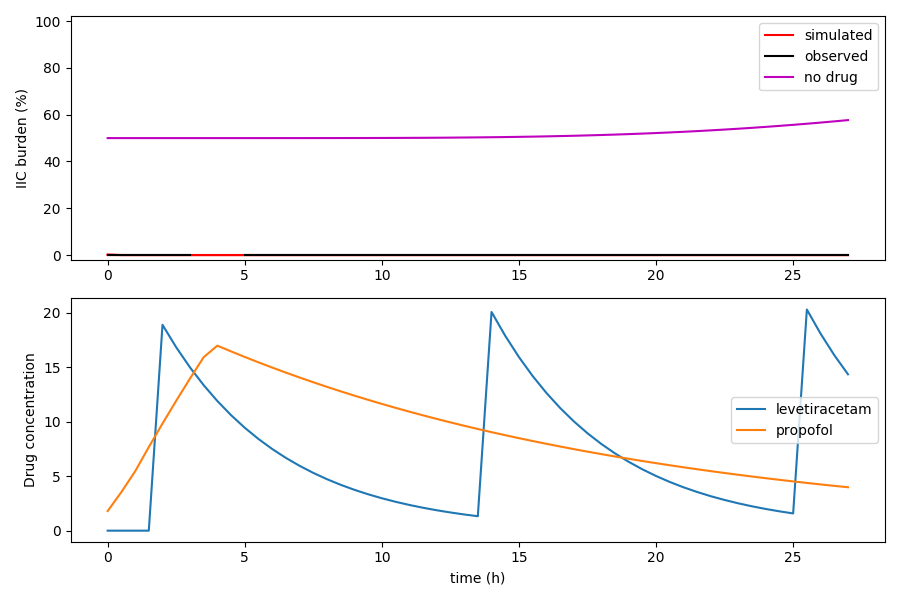 100
80
60
40
20
0
IIC burden (%)
simulated
observed
no drug
0 5 10 15 20 25
20
15
10
5
0
Drug concentration
levetiracetam
propofol
0 5 10 15 20 25
time (h)